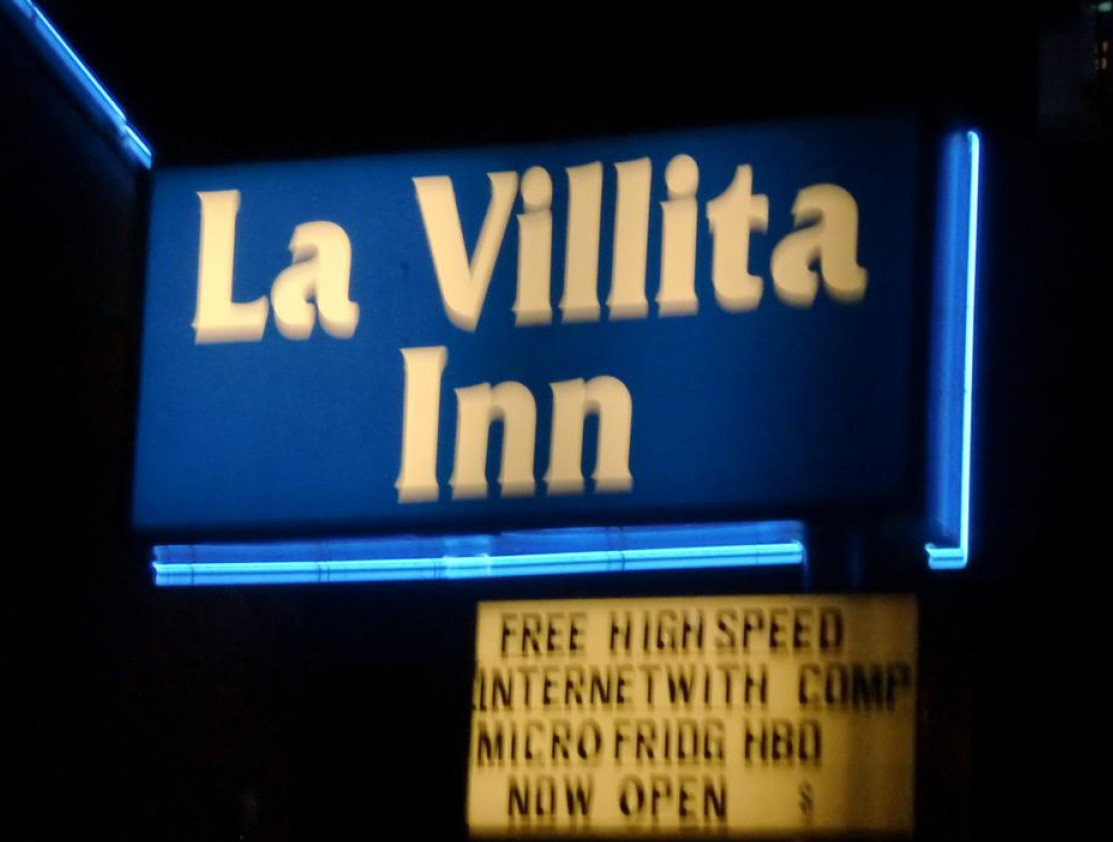 La Villita
Inn
FREE HIGH SPEED
INTERNET WITH COMP
MICRO FRIDG HBO
NOW OPEN $